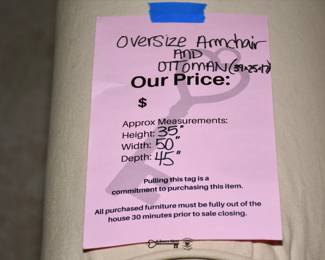 Oversize Armchair
AND
OTTOMAN (39x25x17)
Our Price:
$
Approx Measurements:
Height: 35"
Width: 50"
Depth: 45"
Pulling this tag is a
commitment to purchasing this item.
All purchased furniture must be fully out of the
house 30 minutes prior to sale closing.